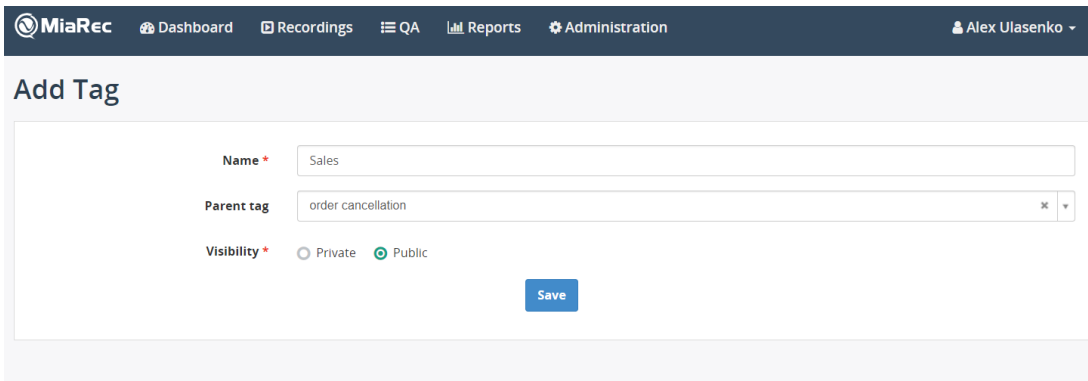 MiaRec Dashboard Recordings QA Reports Administration Alex Ulasenko
Add Tag
Name * Sales
Parent tag order cancellation
Visibility * Private Public
Save